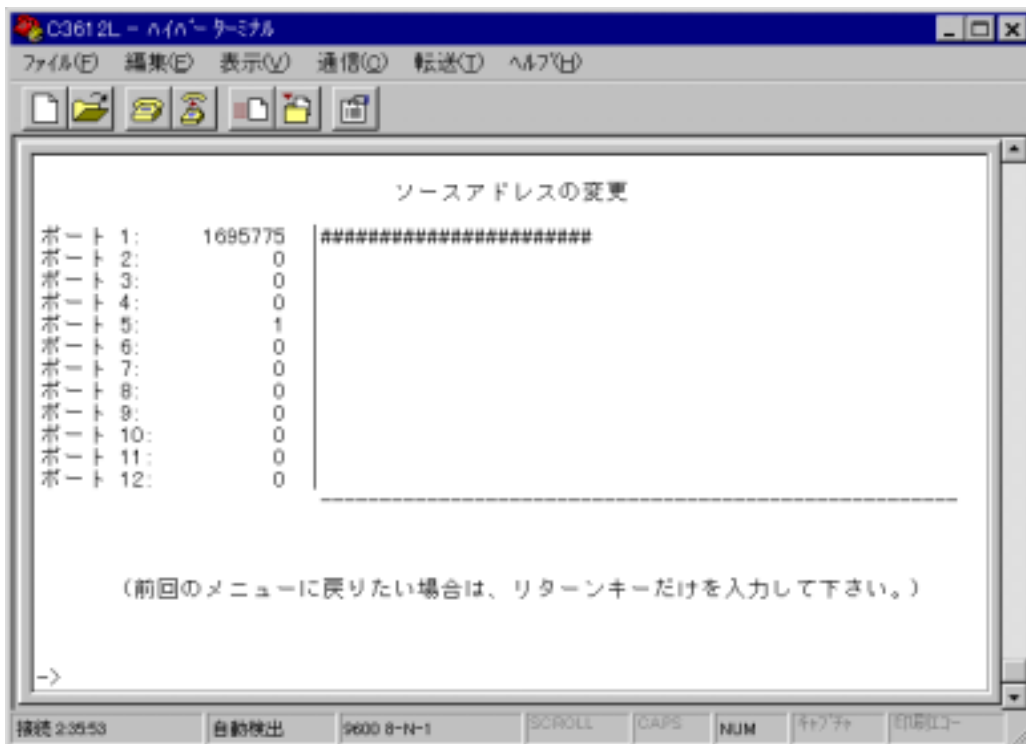 C3612L - ﾊｲﾊﾟｰ ﾀｰﾐﾅﾙ
ﾌｧｲﾙ(F) 編集(E) 表示(V) 通信(C) 転送(T) ﾍﾙﾌﾟ(H)
ソースアドレスの変更
ポート 1: 1695775 #######################
ポート 2: 0
ポート 3: 0
ポート 4: 0
ポート 5: 1
ポート 6: 0
ポート 7: 0
ポート 8: 0
ポート 9: 0
ポート 10: 0
ポート 11: 0
ポート 12: 0
(前回のメニューに戻りたい場合は、リターンキーだけを入力して下さい。)
->
接続 2:35:53 自動検出 9600 8-N-1 SCROLL CAPS NUM ｷｬﾌﾟﾁｬ 印刷ｴｺｰ